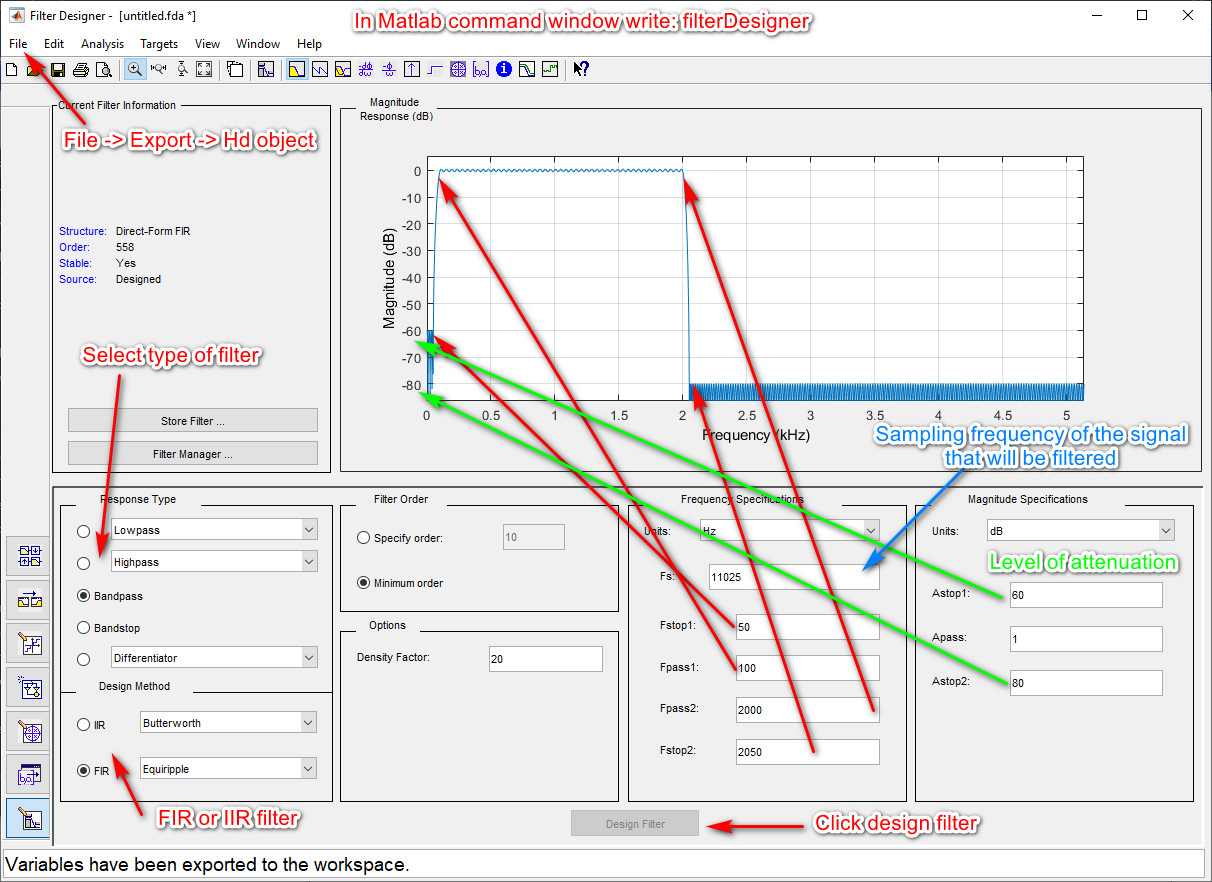 Filter Designer - [untitled.fda *]
In Matlab command window write: filterDesigner
File Edit Analysis Targets View Window Help
Current Filter Information
File -> Export -> Hd object
Structure: Direct-Form FIR
Order: 558
Stable: Yes
Source: Designed
Select type of filter
Store Filter ...
Filter Manager ...
Magnitude
Response (dB)
Magnitude (dB)
0
-10
-20
-30
-40
-50
-60
-70
-80
0 0.5 1 1.5 2 2.5 3 3.5 4 4.5 5
Frequency (kHz)
Sampling frequency of the signal
that will be filtered
Response Type
Lowpass
Highpass
Bandpass
Bandstop
Differentiator
Design Method
IIR Butterworth
FIR Equiripple
FIR or IIR filter
Filter Order
Specify order: 10
Minimum order
Options
Density Factor: 20
Frequency Specifications
Units: Hz
Fs: 11025
Fstop1: 50
Fpass1: 100
Fpass2: 2000
Fstop2: 2050
Magnitude Specifications
Units: dB
Level of attenuation
Astop1: 60
Apass: 1
Astop2: 80
Design Filter
Click design filter
Variables have been exported to the workspace.